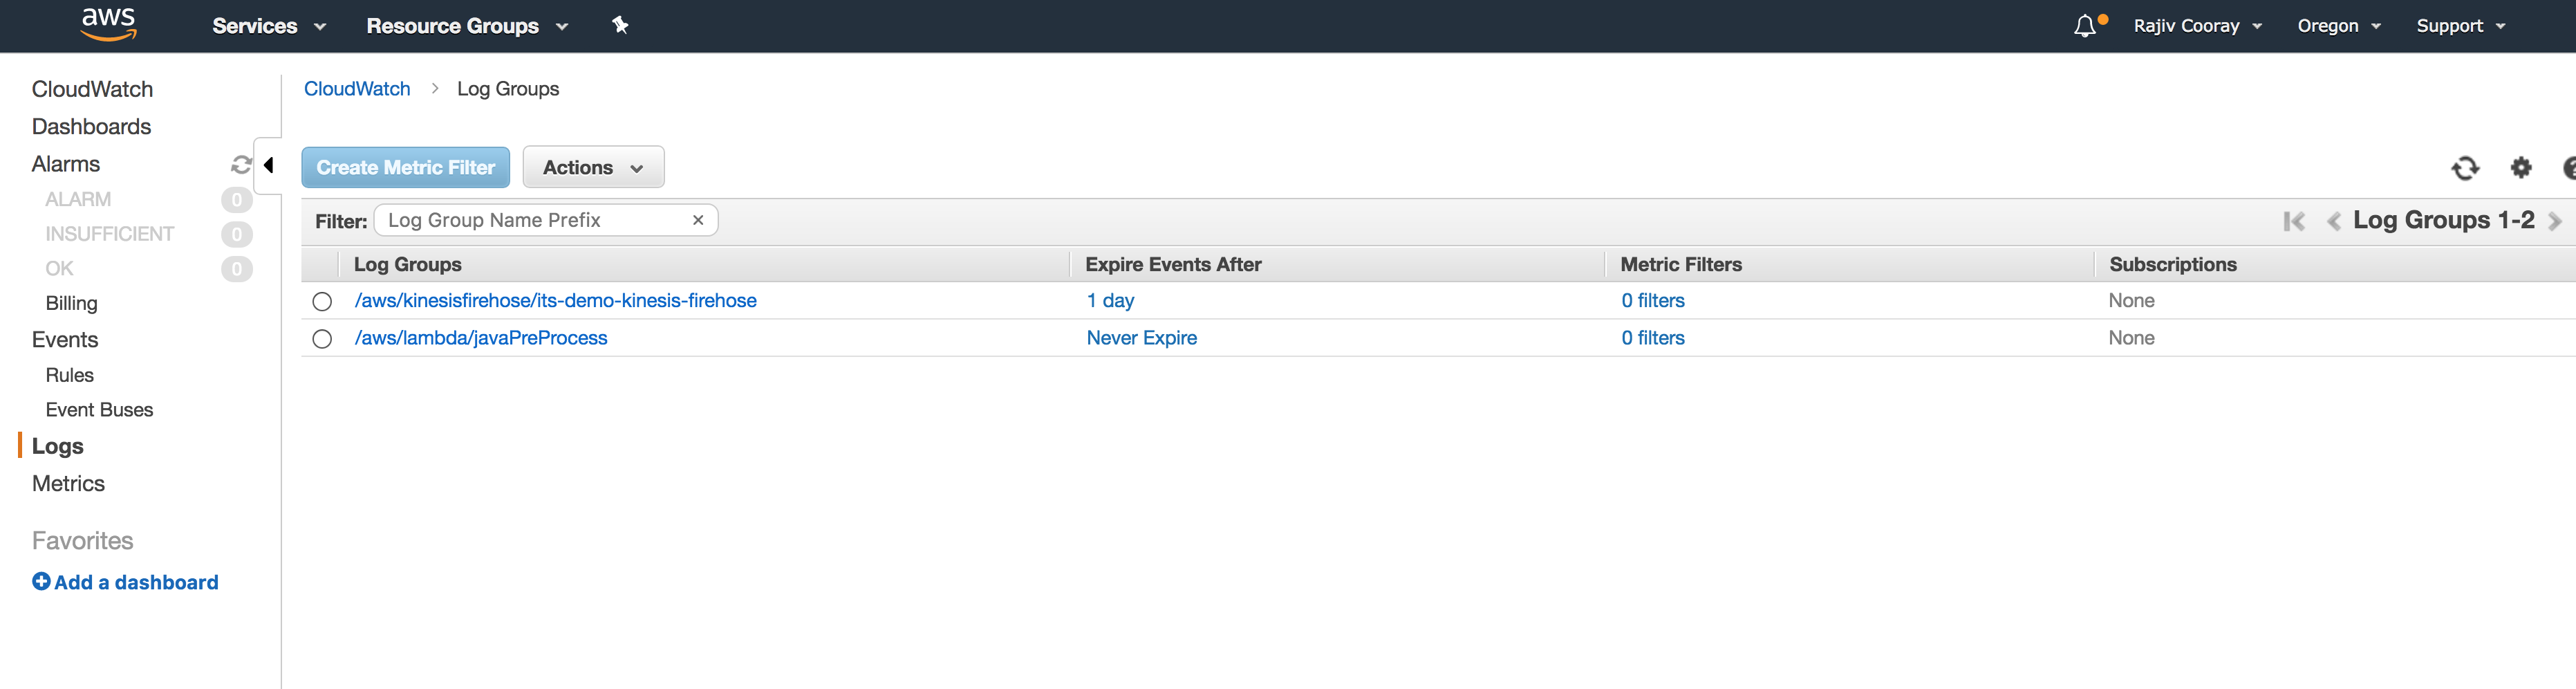 aws Services Resource Groups Rajiv Cooray Oregon Support
CloudWatch
Dashboards
Alarms
ALARM 0
INSUFFICIENT 0
OK 0
Billing
Events
Rules
Event Buses
Logs
Metrics
Favorites
Add a dashboard
CloudWatch > Log Groups
Create Metric Filter Actions
Filter: Log Group Name Prefix × Log Groups 1-2
Log Groups Expire Events After Metric Filters Subscriptions
/aws/kinesisfirehose/its-demo-kinesis-firehose 1 day 0 filters None
/aws/lambda/javaPreProcess Never Expire 0 filters None